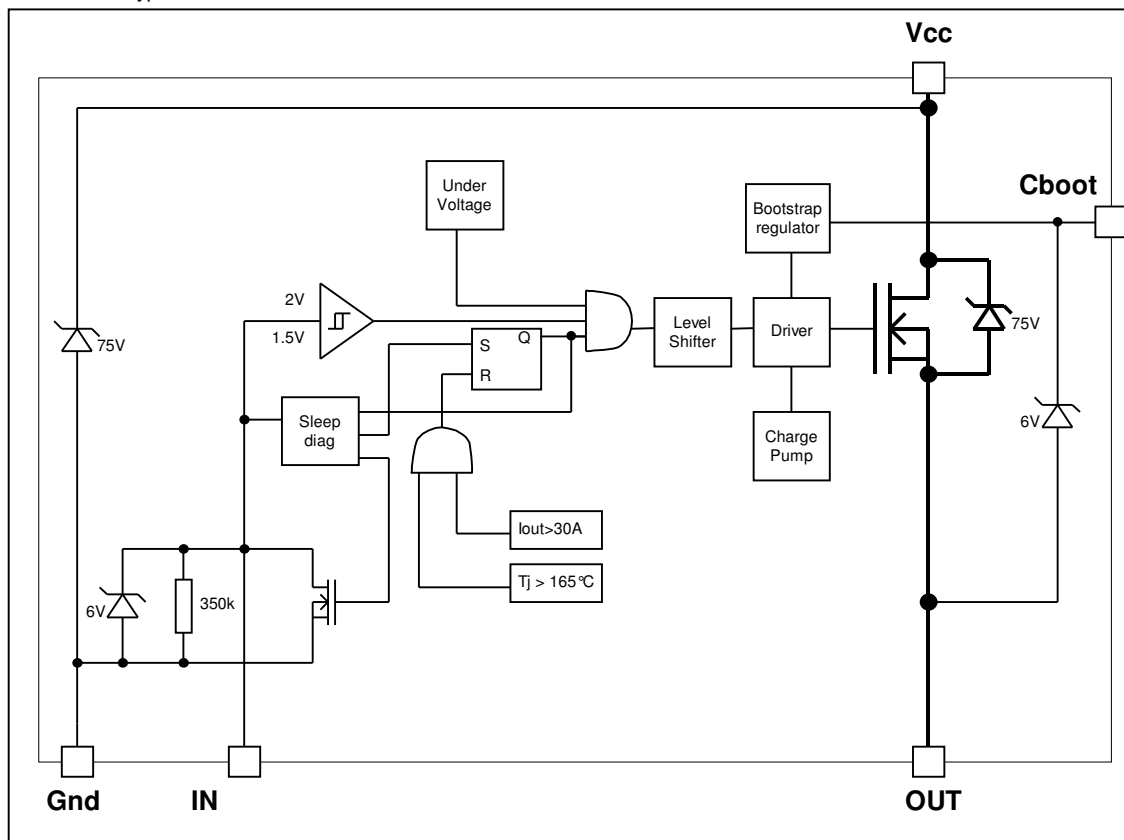 Vcc
Cboot
Under
Voltage
Bootstrap
regulator
2V
1.5V
S
Q
R
Level
Shifter
Driver
75V
75V
Sleep
diag
Charge
Pump
6V
Iout>30A
Tj > 165°C
6V
350k
Gnd
IN
OUT